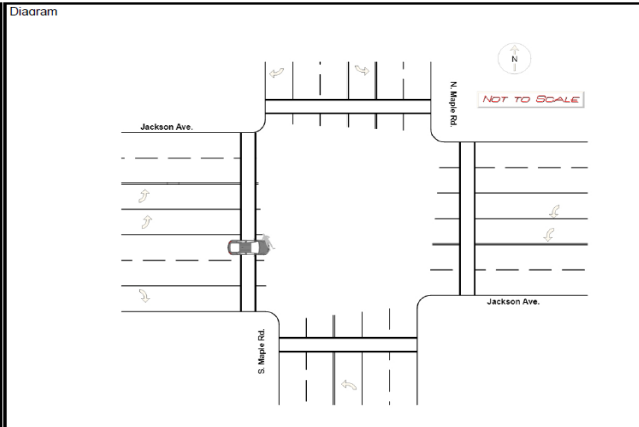 Diagram
N
NOT TO SCALE
N. Maple Rd.
Jackson Ave.
Jackson Ave.
S. Maple Rd.